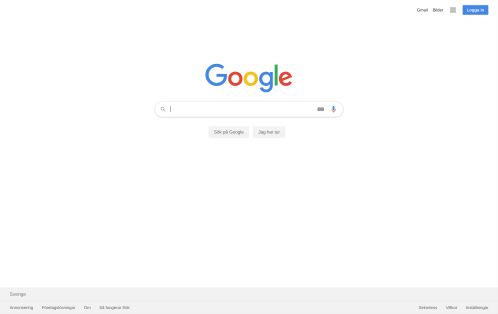 Gmail Bilder Logga in
Google
Sök på Google Jag har tur
Sverige
Annonsering Företagslösningar Om Så fungerar Sök Sekretess Villkor Inställningar